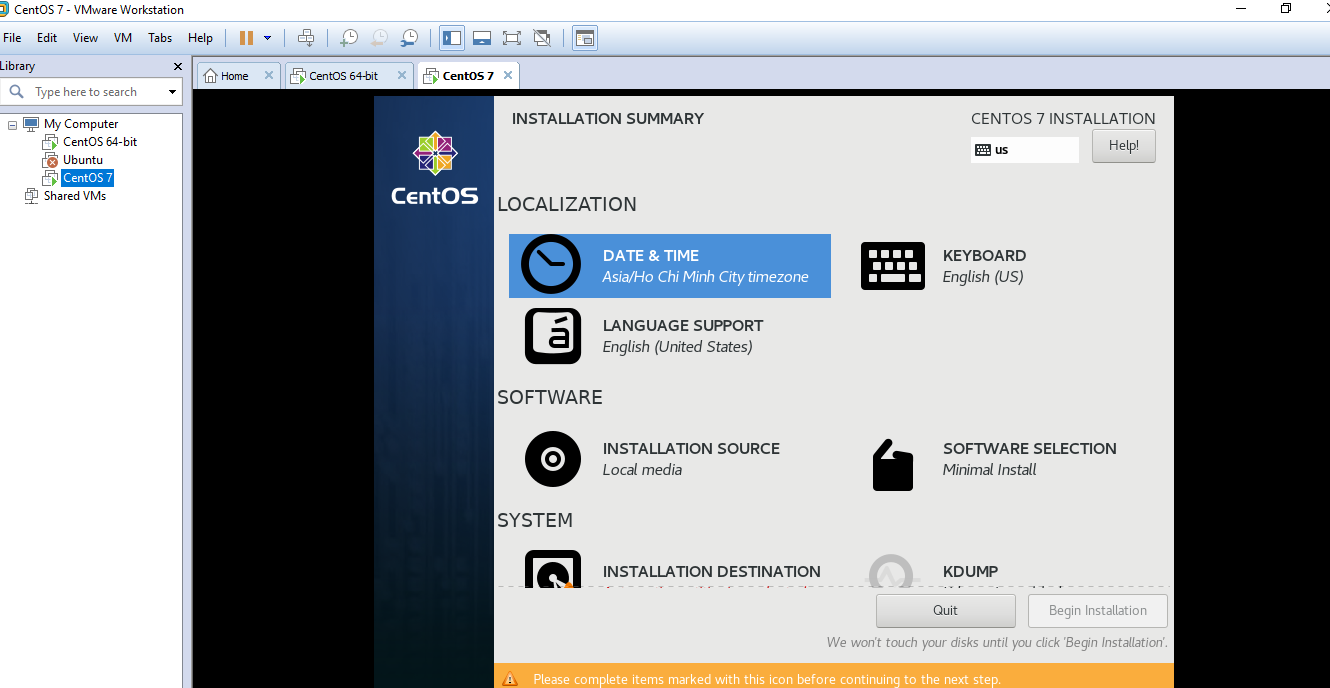 CentOS 7 - VMware Workstation
File Edit View VM Tabs Help
Library
Type here to search
My Computer
CentOS 64-bit
Ubuntu
CentOS 7
Shared VMs
Home CentOS 64-bit CentOS 7
CentOS
INSTALLATION SUMMARY
CENTOS 7 INSTALLATION
us
Help!
LOCALIZATION
DATE & TIME
Asia/Ho Chi Minh City timezone
KEYBOARD
English (US)
LANGUAGE SUPPORT
English (United States)
SOFTWARE
INSTALLATION SOURCE
Local media
SOFTWARE SELECTION
Minimal Install
SYSTEM
INSTALLATION DESTINATION
KDUMP
Quit
Begin Installation
We won't touch your disks until you click 'Begin Installation'.
Please complete items marked with this icon before continuing to the next step.